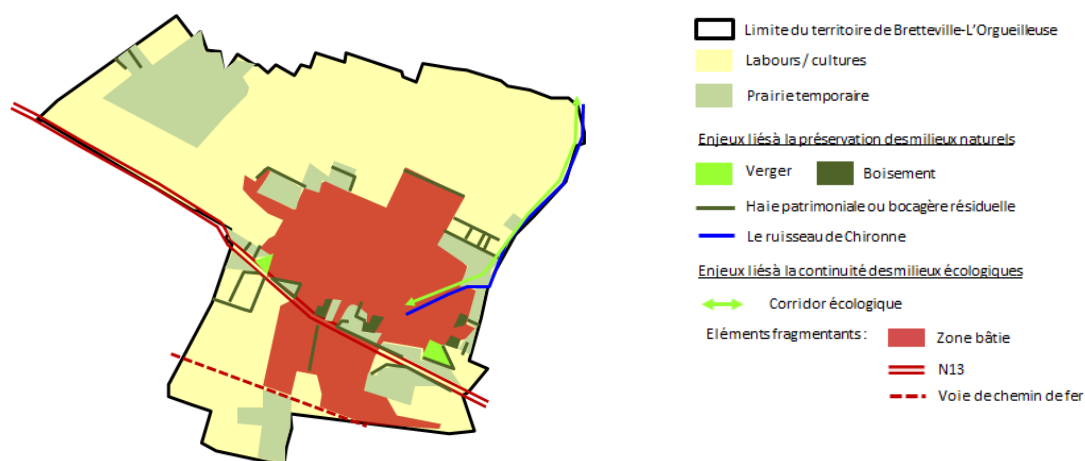 Limite du territoire de Bretteville-L'Orgueilleuse
Labours / cultures
Prairie temporaire
Enjeux liés à la préservation des milieux naturels
Verger Boisement
Haie patrimoniale ou bocagère résiduelle
Le ruisseau de Chironne
Enjeux liés à la continuité des milieux écologiques
Corridor écologique
Eléments fragmentants : Zone bâtie
N13
Voie de chemin de fer